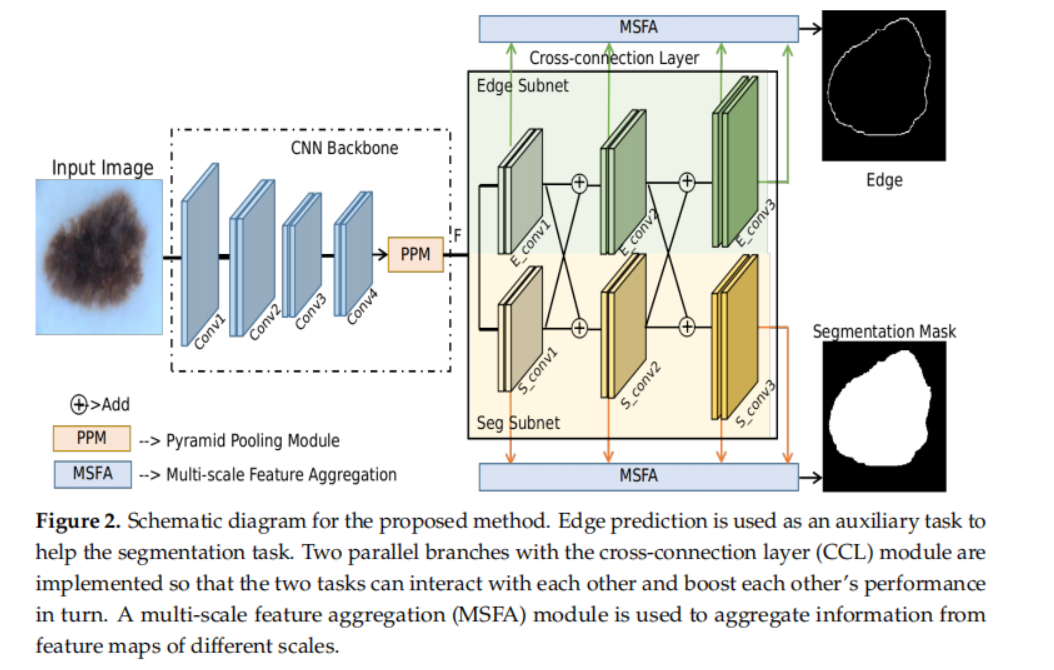 MSFA
Cross-connection Layer
Edge Subnet
CNN Backbone
Input Image
Edge
E_conv1
E_conv2
E_conv3
F
PPM
Conv1
Conv2
Conv3
Conv4
Segmentation Mask
S_conv1
S_conv2
S_conv3
>Add
Seg Subnet
PPM --> Pyramid Pooling Module
MSFA --> Multi-scale Feature Aggregation
MSFA
Figure 2. Schematic diagram for the proposed method. Edge prediction is used as an auxiliary task to
help the segmentation task. Two parallel branches with the cross-connection layer (CCL) module are
implemented so that the two tasks can interact with each other and boost each other’s performance
in turn. A multi-scale feature aggregation (MSFA) module is used to aggregate information from
feature maps of different scales.